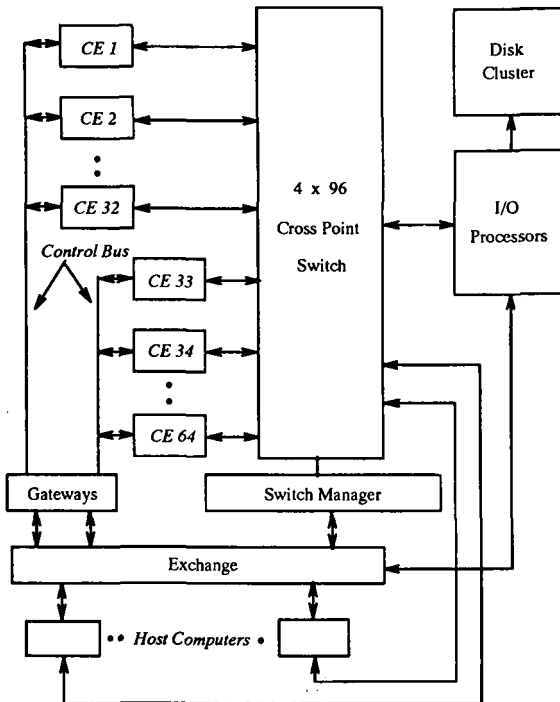 CE 1
CE 2
CE 32
Control Bus
CE 33
CE 34
CE 64
4 x 96
Cross Point
Switch
Disk
Cluster
I/O
Processors
Gateways
Switch Manager
Exchange
Host Computers